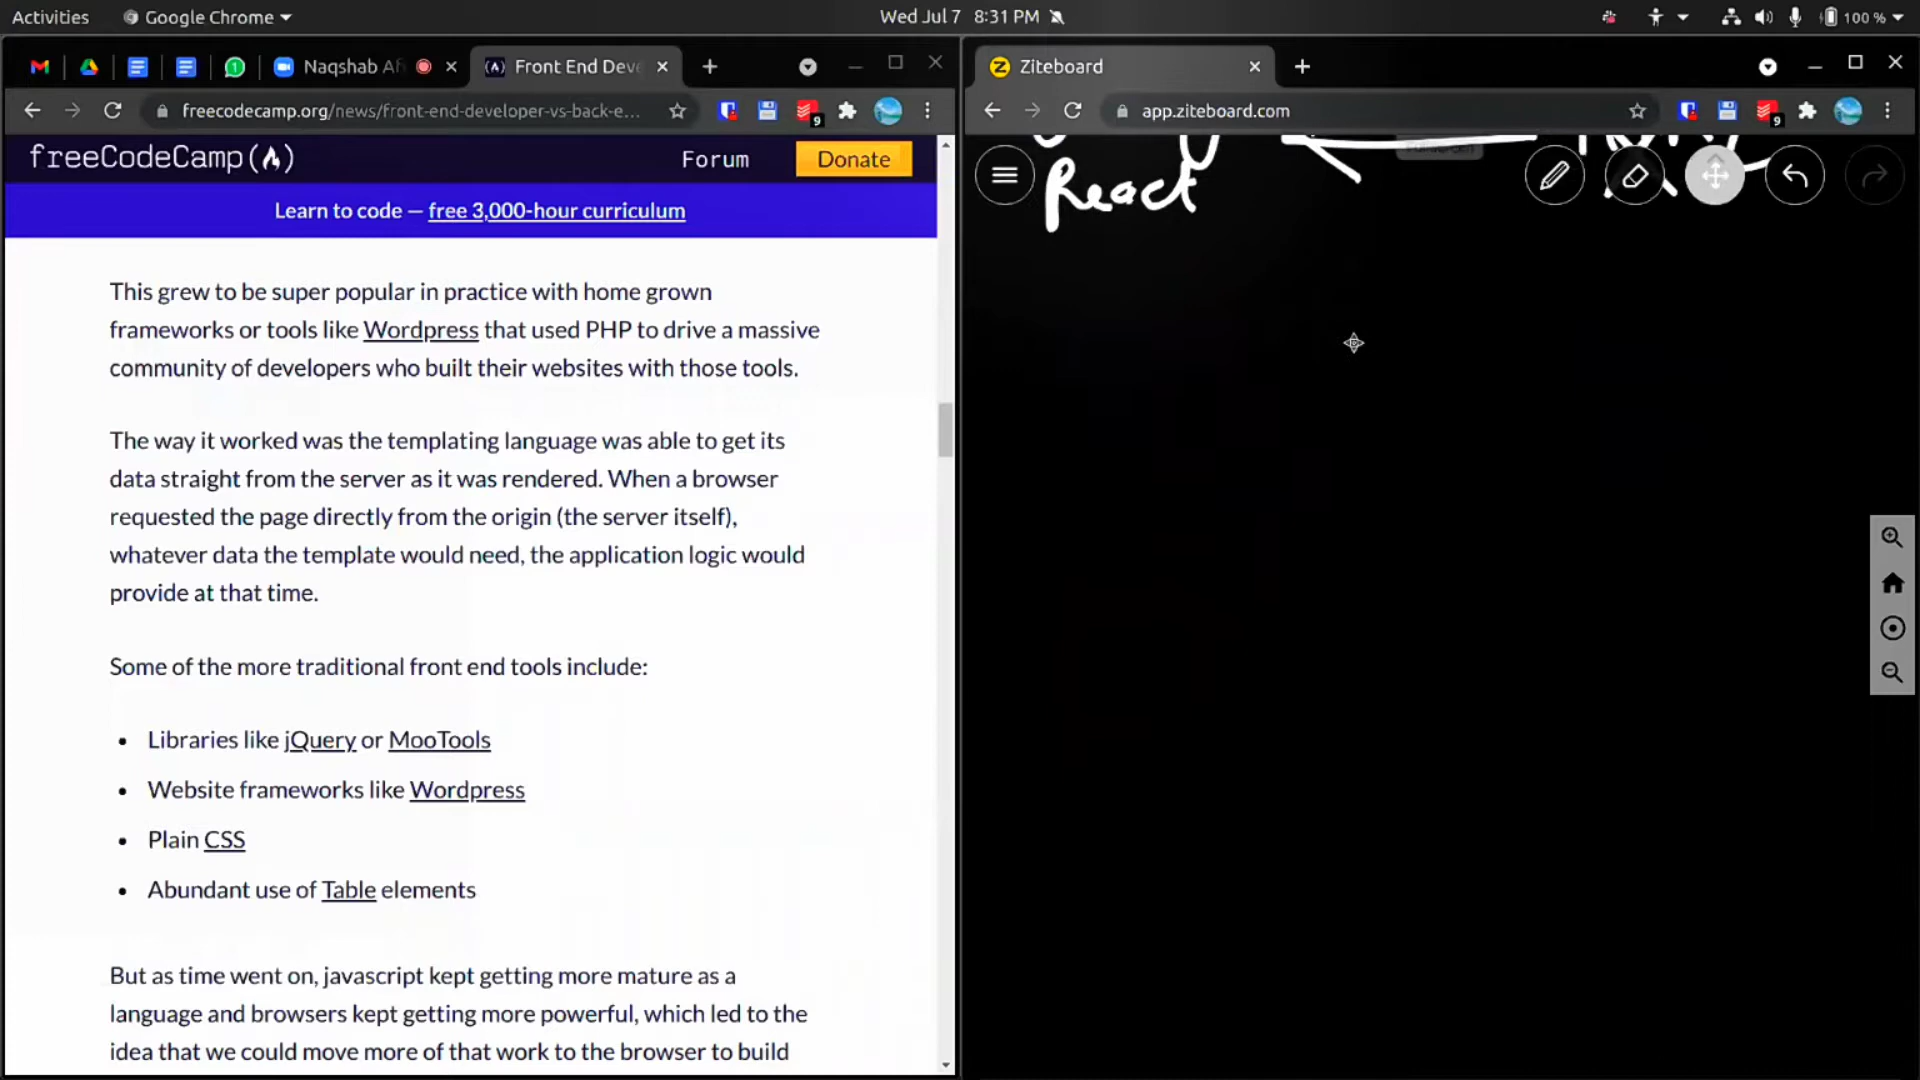 Activities
Google Chrome
Wed Jul 7 8:31 PM
100 %
Naqshab Af
Front End Deve
Ziteboard
freecodecamp.org/news/front-end-developer-vs-back-e...
9
app.ziteboard.com
9
freeCodeCamp
Forum
Donate
Learn to code — free 3,000-hour curriculum
React
This grew to be super popular in practice with home grown
frameworks or tools like Wordpress that used PHP to drive a massive
community of developers who built their websites with those tools.
The way it worked was the templating language was able to get its
data straight from the server as it was rendered. When a browser
requested the page directly from the origin (the server itself),
whatever data the template would need, the application logic would
provide at that time.
Some of the more traditional front end tools include:
• Libraries like jQuery or MooTools
• Website frameworks like Wordpress
• Plain CSS
• Abundant use of Table elements
But as time went on, javascript kept getting more mature as a
language and browsers kept getting more powerful, which led to the
idea that we could move more of that work to the browser to build